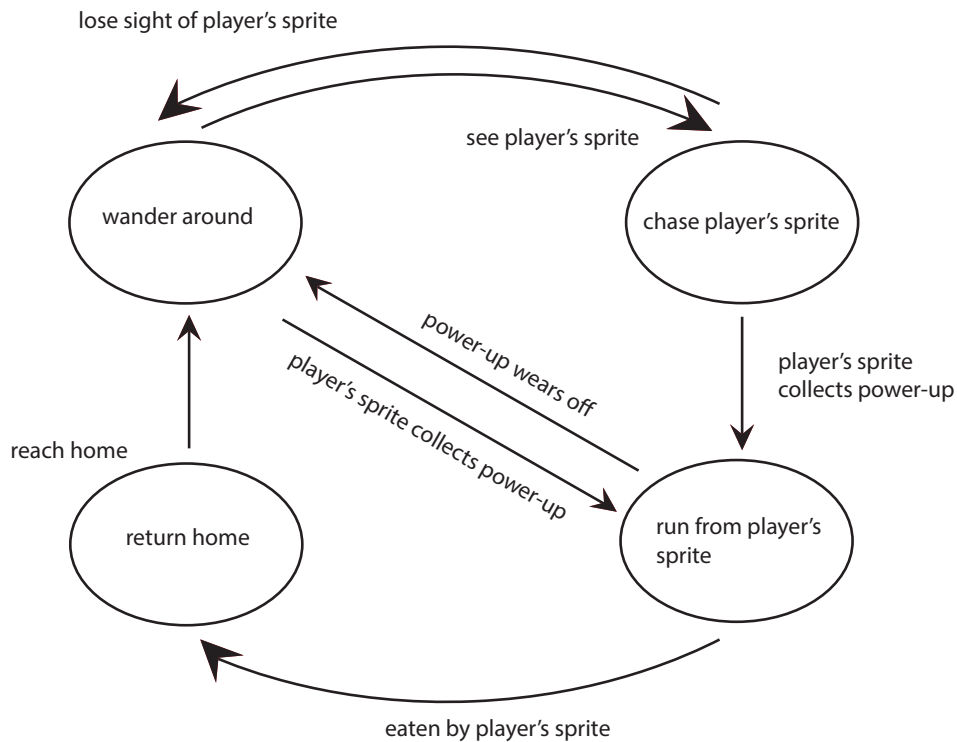 lose sight of player’s sprite
see player’s sprite
wander around
chase player’s sprite
power-up wears off
player’s sprite collects power-up
player’s sprite
collects power-up
reach home
return home
run from player’s
sprite
eaten by player’s sprite